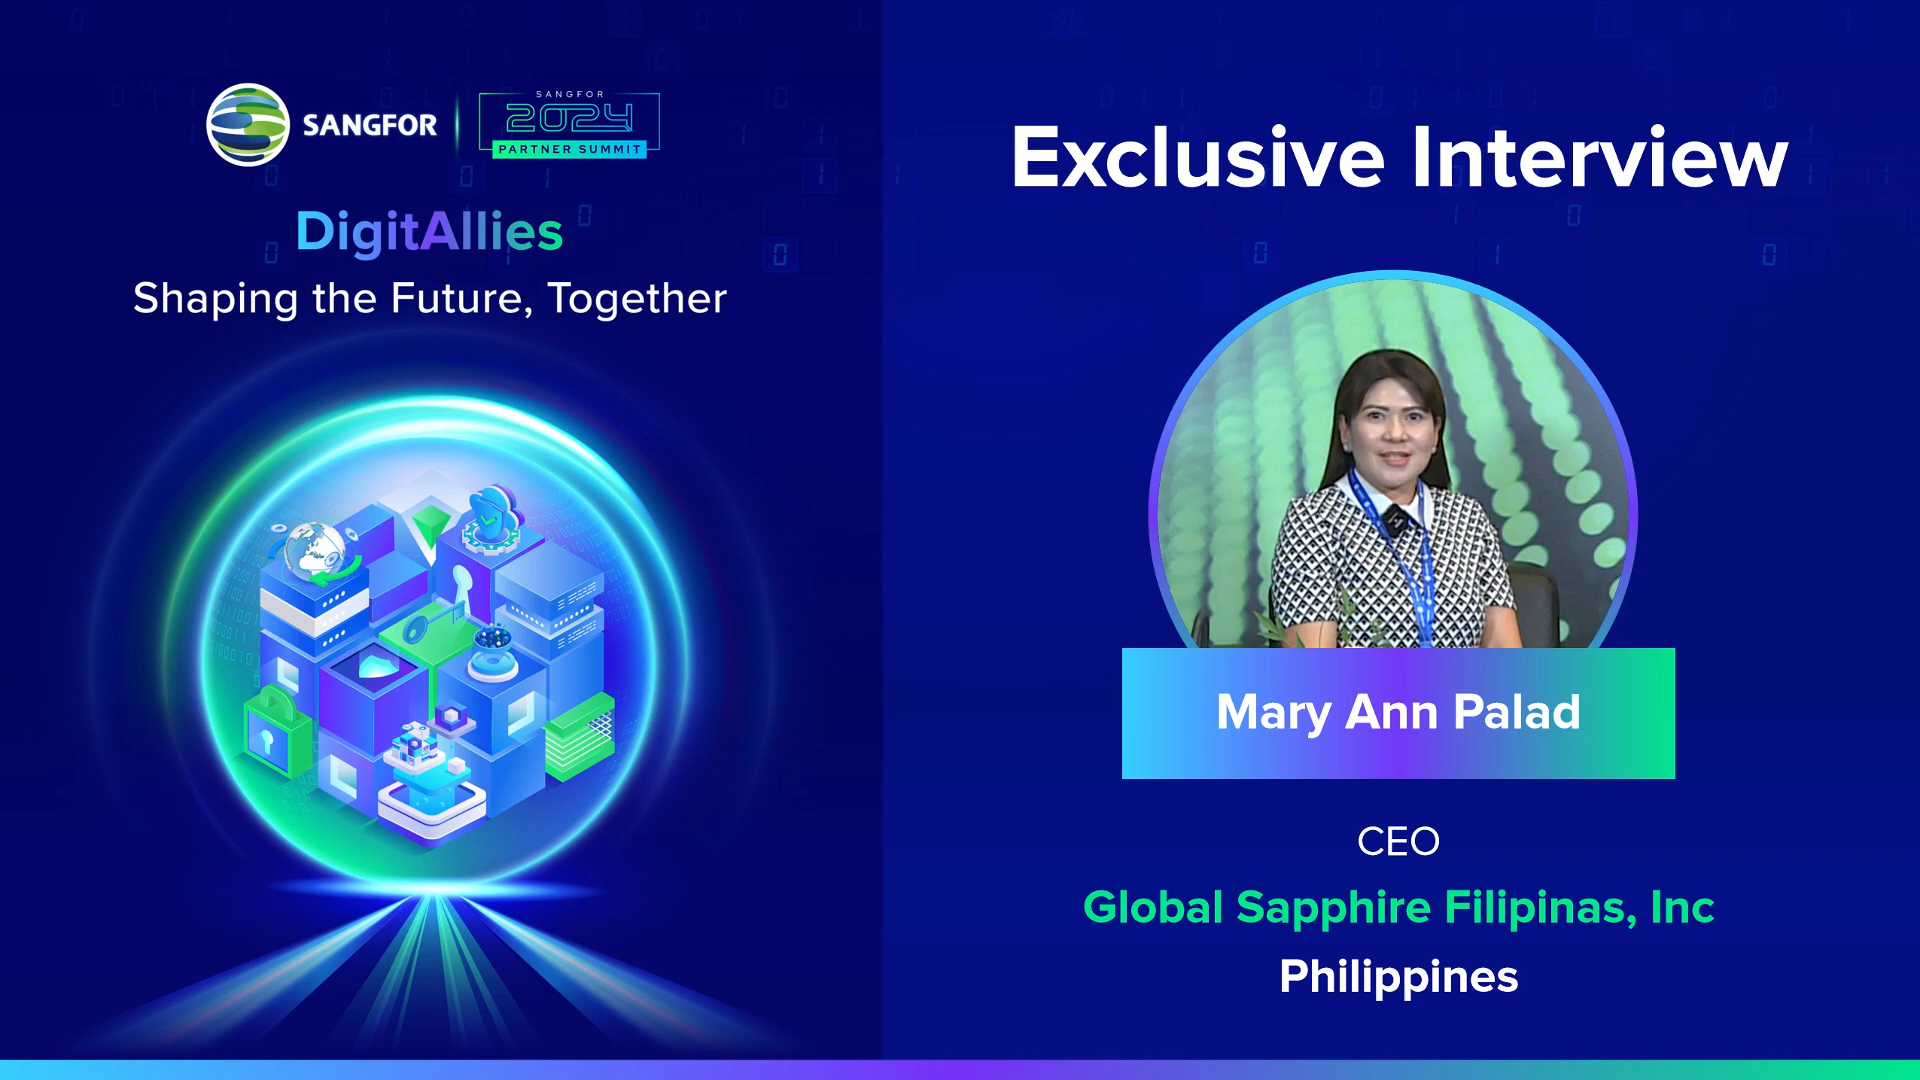 SANGFOR
SANGFOR
2024
PARTNER SUMMIT
DigitAllies
Shaping the Future, Together
Exclusive Interview
Mary Ann Palad
CEO
Global Sapphire Filipinas, Inc
Philippines